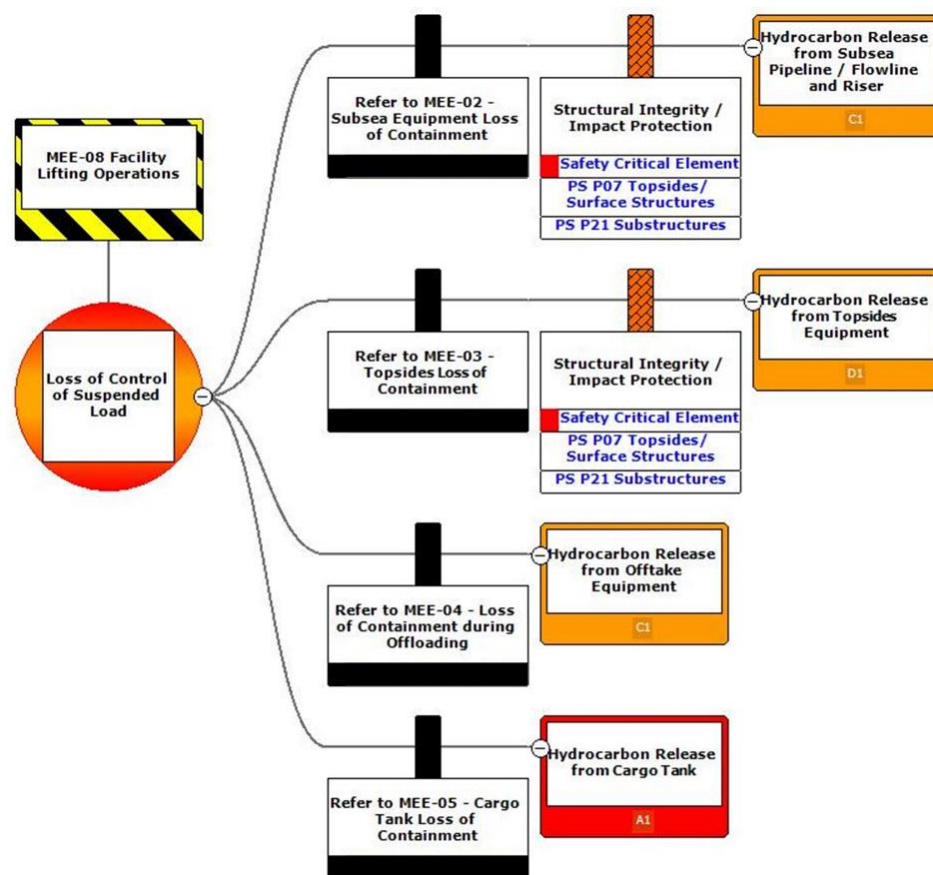 MEE-08 Facility
Lifting Operations
Loss of Control
of Suspended
Load
Refer to MEE-02 -
Subsea Equipment Loss
of Containment
Structural Integrity /
Impact Protection
Safety Critical Element
PS P07 Topsides/
Surface Structures
PS P21 Substructures
Hydrocarbon Release
from Subsea
Pipeline / Flowline
and Riser
C1
Refer to MEE-03 -
Topsides Loss of
Containment
Structural Integrity /
Impact Protection
Safety Critical Element
PS P07 Topsides/
Surface Structures
PS P21 Substructures
Hydrocarbon Release
from Topsides
Equipment
D1
Refer to MEE-04 - Loss
of Containment during
Offloading
Hydrocarbon Release
from Offtake
Equipment
C1
Refer to MEE-05 - Cargo
Tank Loss of
Containment
Hydrocarbon Release
from Cargo Tank
A1